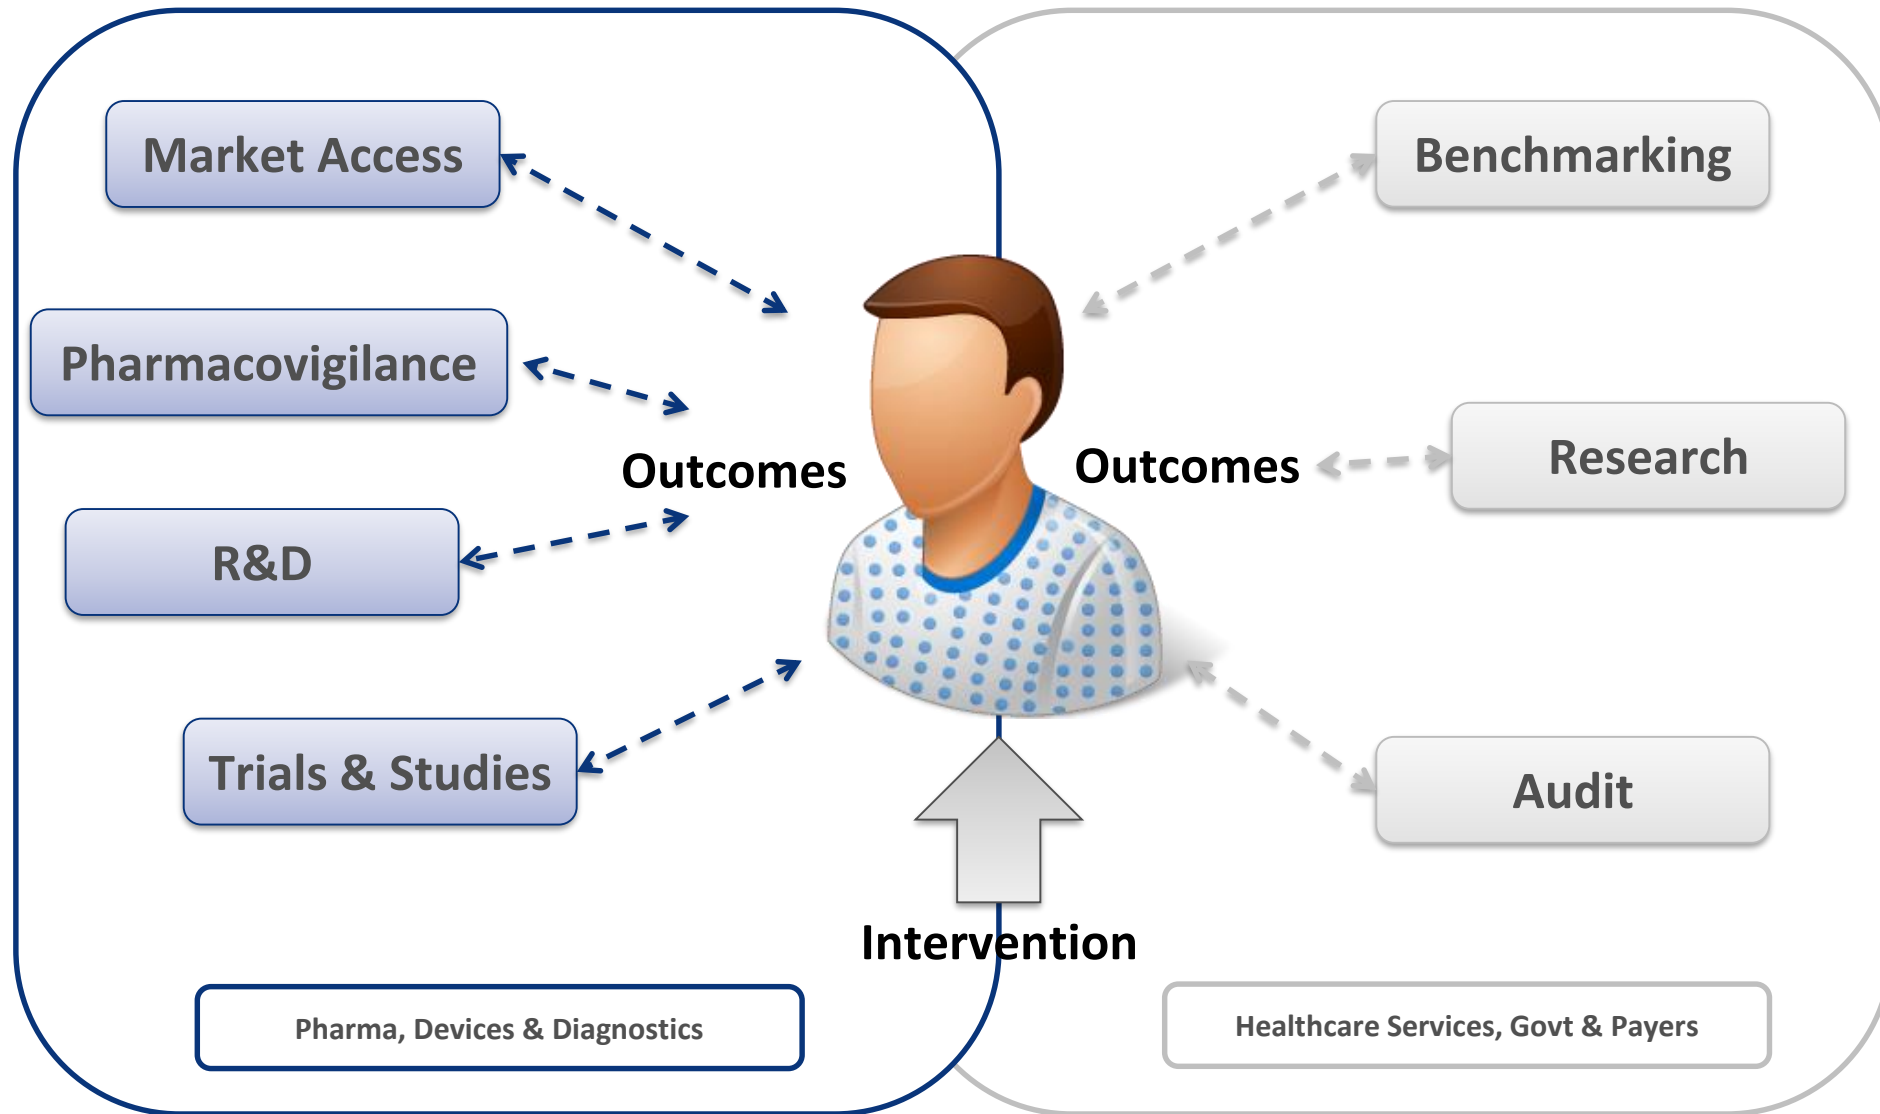 Market Access
Benchmarking
Pharmacovigilance
Outcomes
Outcomes
Research
R&D
Trials & Studies
Audit
Intervention
Pharma, Devices & Diagnostics
Healthcare Services, Govt & Payers